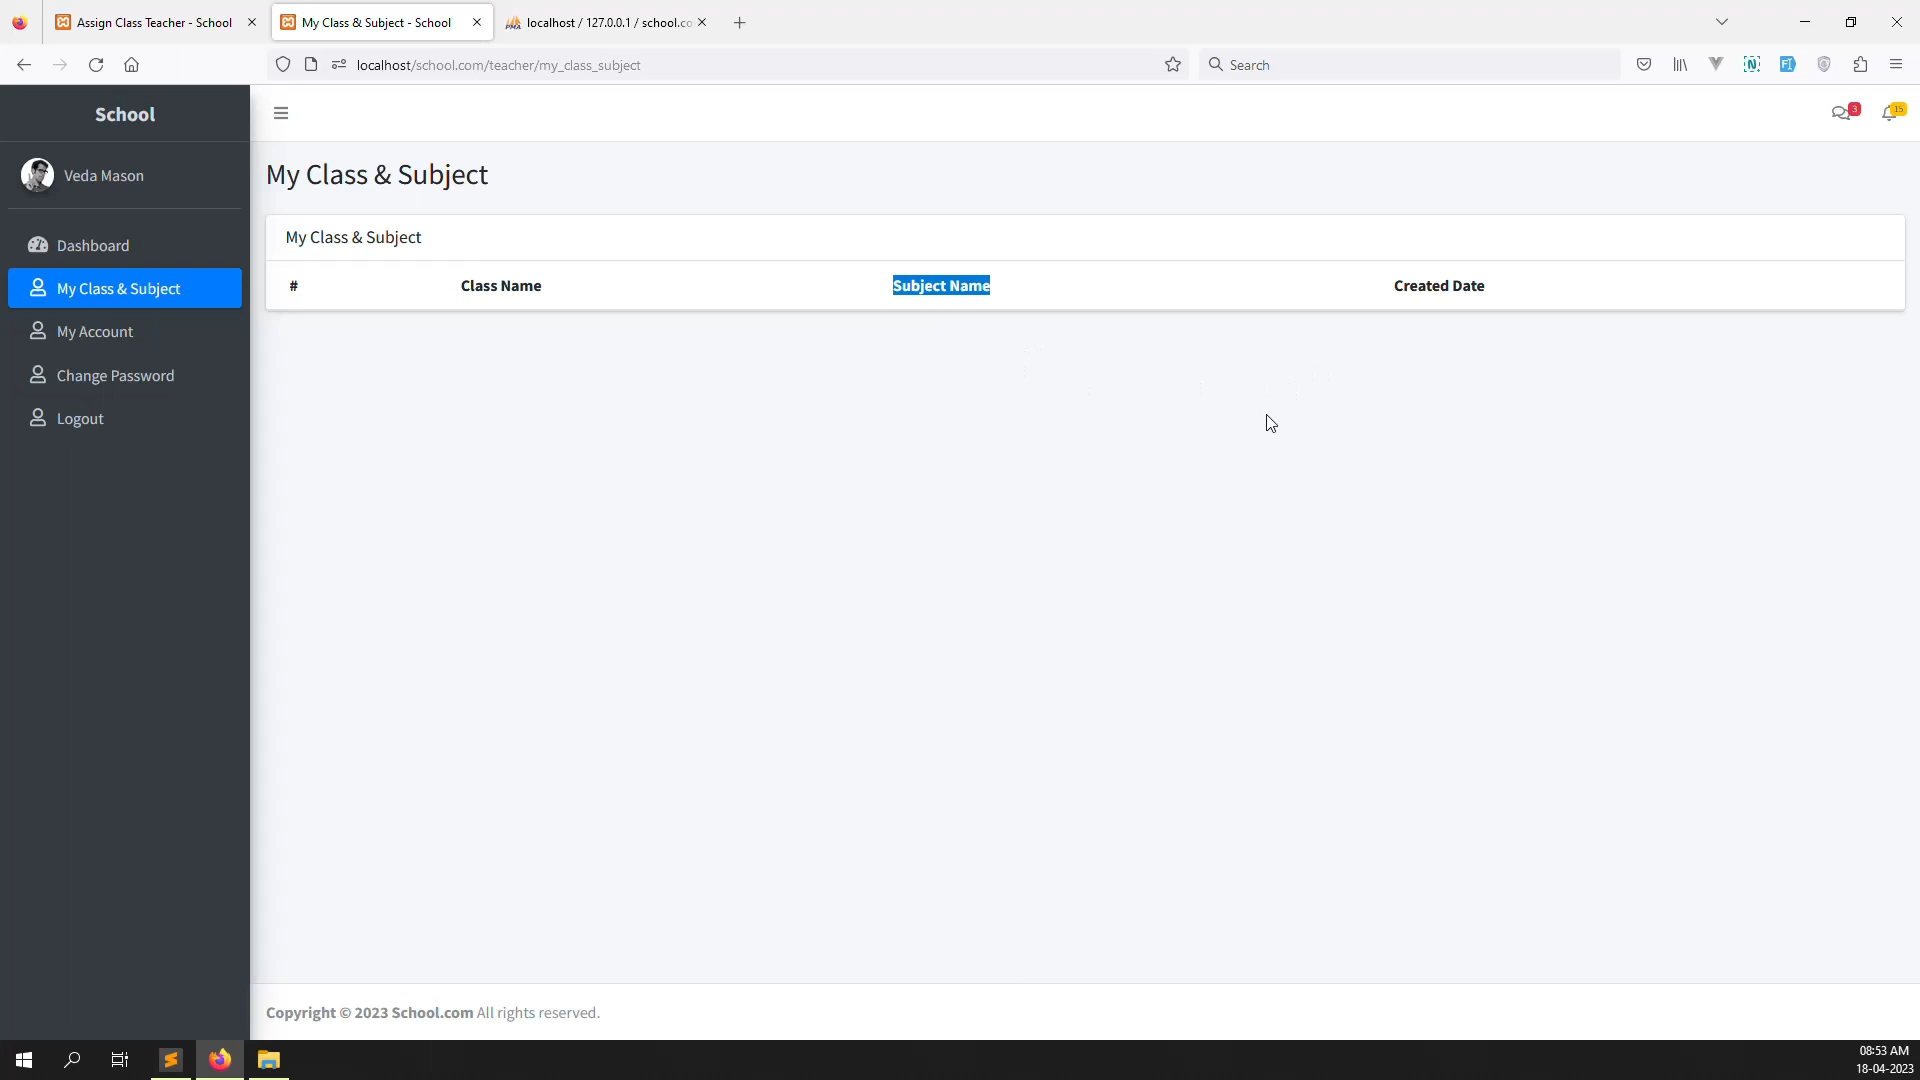 Assign Class Teacher - School
My Class & Subject - School
localhost / 127.0.0.1 / school.co
localhost/school.com/teacher/my_class_subject
Search
School
3
15
Veda Mason
My Class & Subject
My Class & Subject
# Class Name Subject Name Created Date
Dashboard
My Class & Subject
My Account
Change Password
Logout
Copyright © 2023 School.com All rights reserved.
08:53 AM
18-04-2023